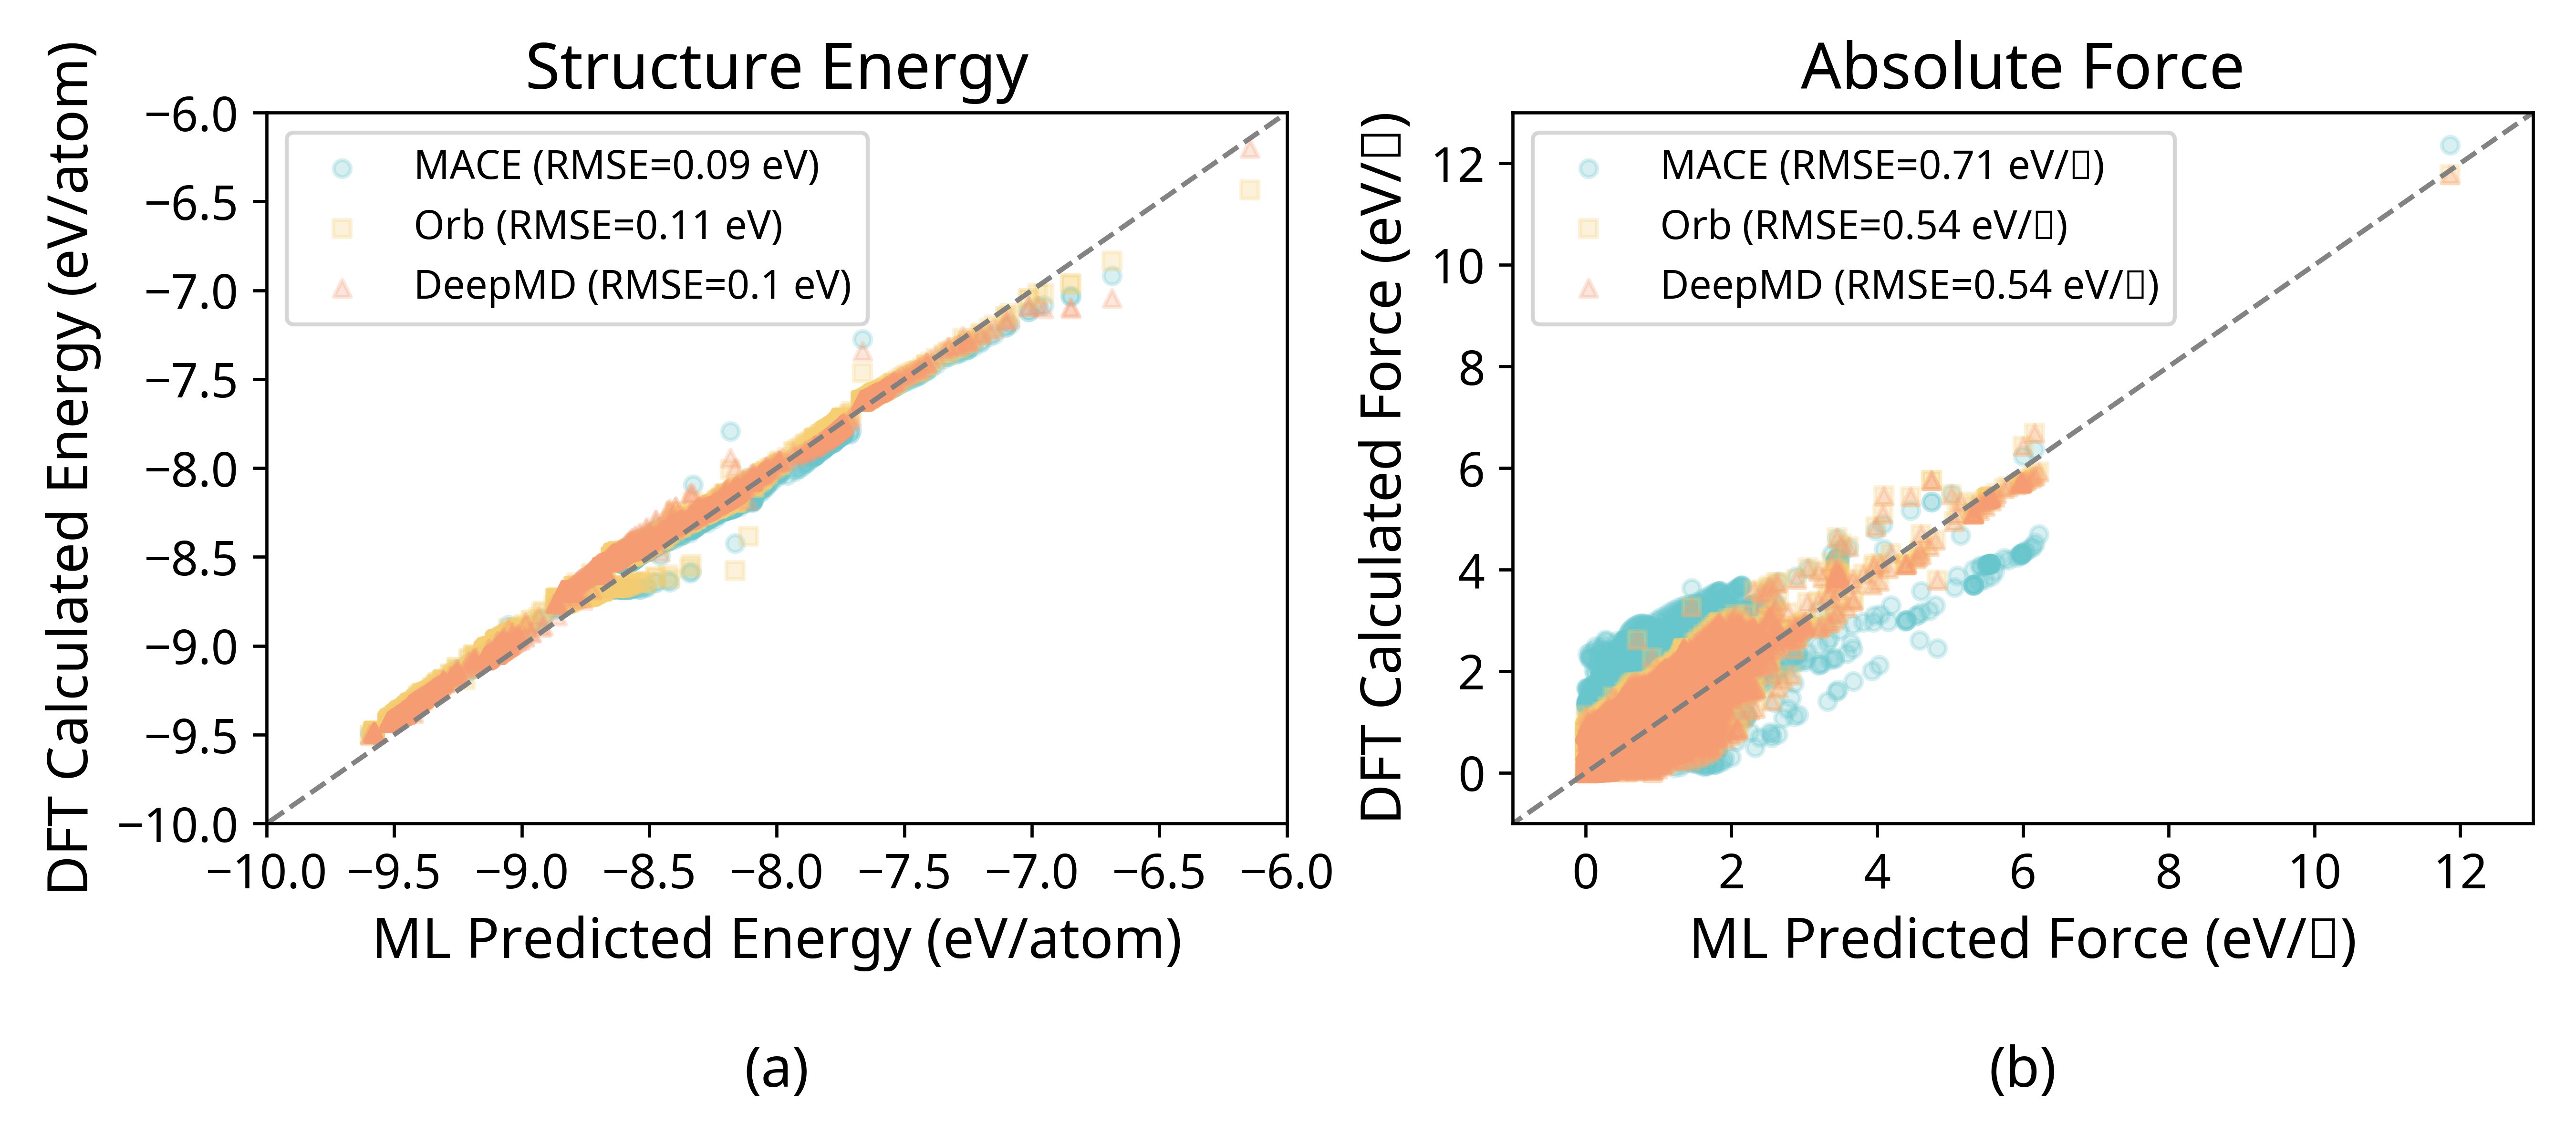 Structure Energy
DFT Calculated Energy (eV/atom)
−6.0
−6.5
−7.0
−7.5
−8.0
−8.5
−9.0
−9.5
−10.0
MACE (RMSE=0.09 eV)
Orb (RMSE=0.11 eV)
DeepMD (RMSE=0.1 eV)
−10.0 −9.5 −9.0 −8.5 −8.0 −7.5 −7.0 −6.5 −6.0
ML Predicted Energy (eV/atom)
(a)
Absolute Force
DFT Calculated Force (eV/▯)
12
10
8
6
4
2
0
MACE (RMSE=0.71 eV/▯)
Orb (RMSE=0.54 eV/▯)
DeepMD (RMSE=0.54 eV/▯)
0 2 4 6 8 10 12
ML Predicted Force (eV/▯)
(b)